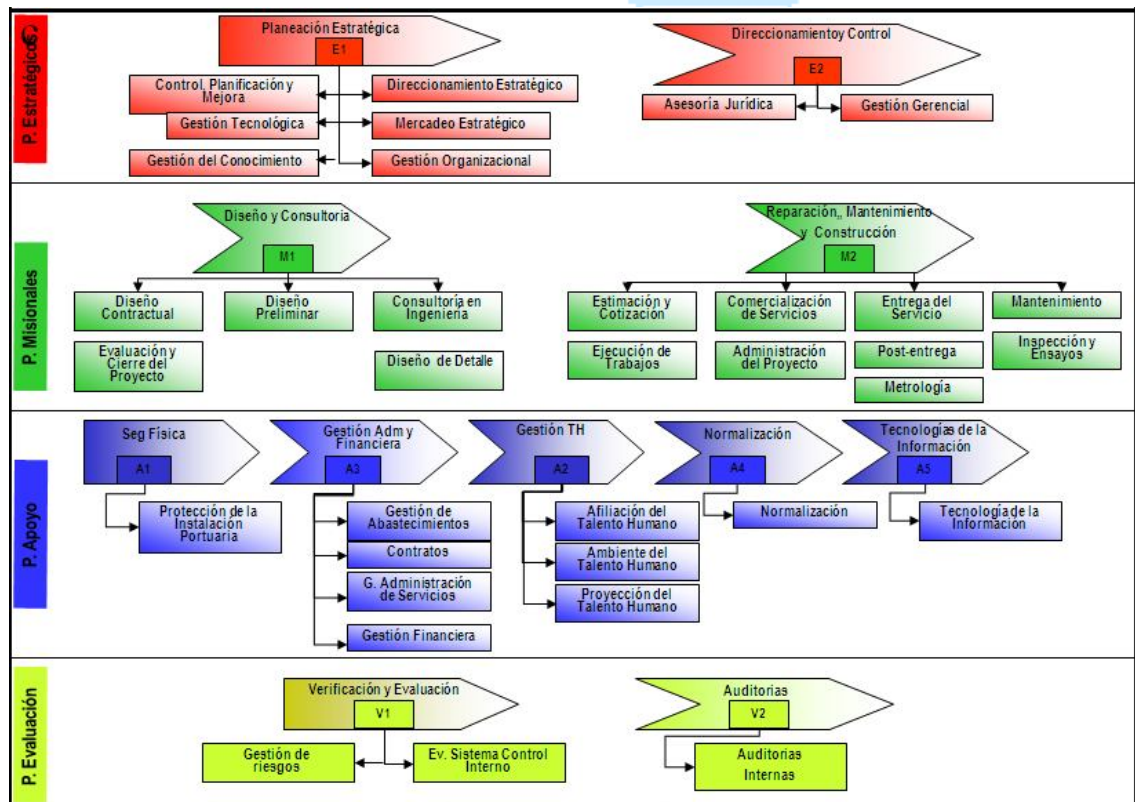 P. Estratégicos
Planeación Estratégica
E1
Control, Planificación y
Mejora
Direccionamiento Estratégico
Gestión Tecnológica
Mercadeo Estratégico
Gestión del Conocimiento
Gestión Organizacional
Direccionamientoy Control
E2
Asesoría Jurídica
Gestión Gerencial
P. Misionales
Diseño y Consultoria
M1
Diseño
Contractual
Diseño
Preliminar
Consultoría en
Ingeniería
Evaluación y
Cierre del
Proyecto
Diseño de Detalle
Reparación,, Mantenimiento
y Construcción
M2
Estimación y
Cotización
Comercialización
de Servicios
Entrega del
Servicio
Mantenimiento
Ejecución de
Trabajos
Administración
del Proyecto
Post-entrega
Inspección y
Ensayos
Metrología
P. Apoyo
Seg Física
A1
Protección de la
Instalación
Portuaria
Gestión Adm y
Financiera
A3
Gestión de
Abastecimientos
Contratos
G. Administración
de Servicios
Gestión Financiera
Gestión TH
A2
Afiliación del
Talento Humano
Ambiente del
Talento Humano
Proyección del
Talento Humano
Normalización
A4
Normalización
Tecnologías de la
Información
A5
Tecnología de la
Información
P. Evaluación
Verificación y Evaluación
V1
Gestión de
riesgos
Ev. Sistema Control
Interno
Auditorias
V2
Auditorias
Internas